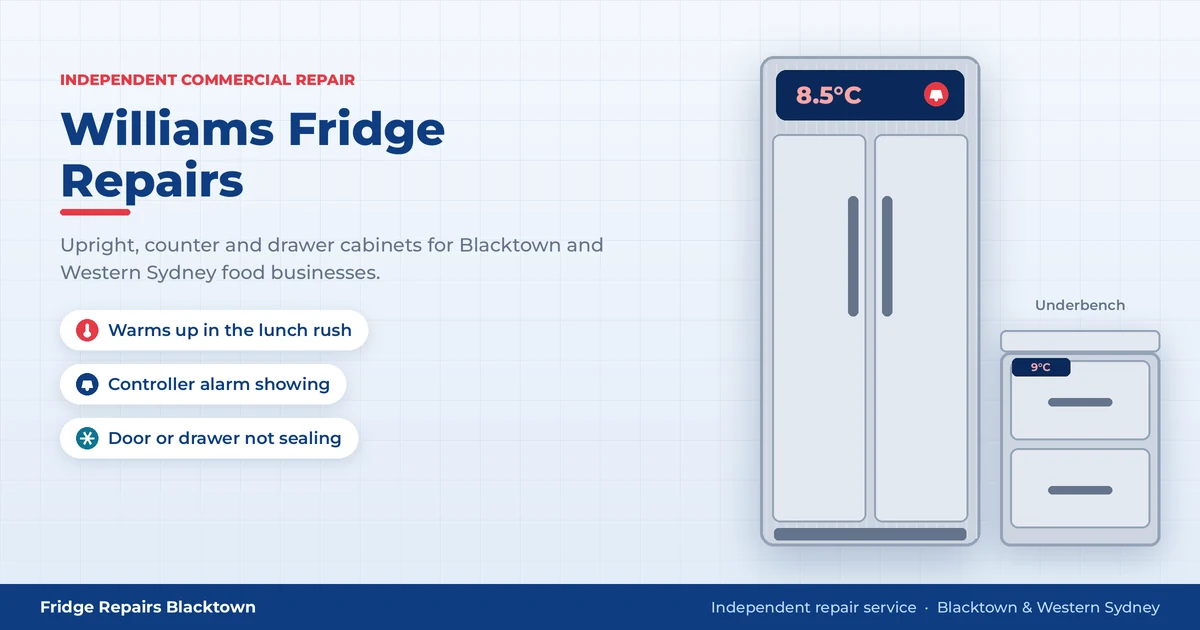 INDEPENDENT COMMERCIAL REPAIR
Williams Fridge
Repairs
Upright, counter and drawer cabinets for Blacktown and
Western Sydney food businesses.
Warms up in the lunch rush
Controller alarm showing
Door or drawer not sealing
8.5°C
Underbench
9°C
Fridge Repairs Blacktown
Independent repair service · Blacktown & Western Sydney